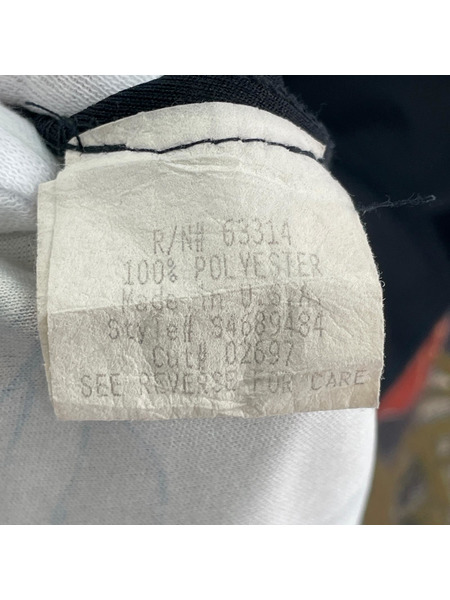 R/N# 63314
100% POLYESTER
Made in U.S.A.
Style# S4689484
Cut# 02697
SEE REVERSE FOR CARE